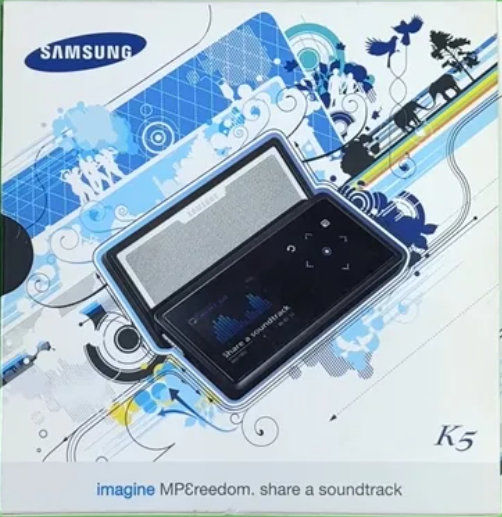 SAMSUNG
SAMSUNG
Share a soundtrack
K5
imagine MPƐreedom. share a soundtrack